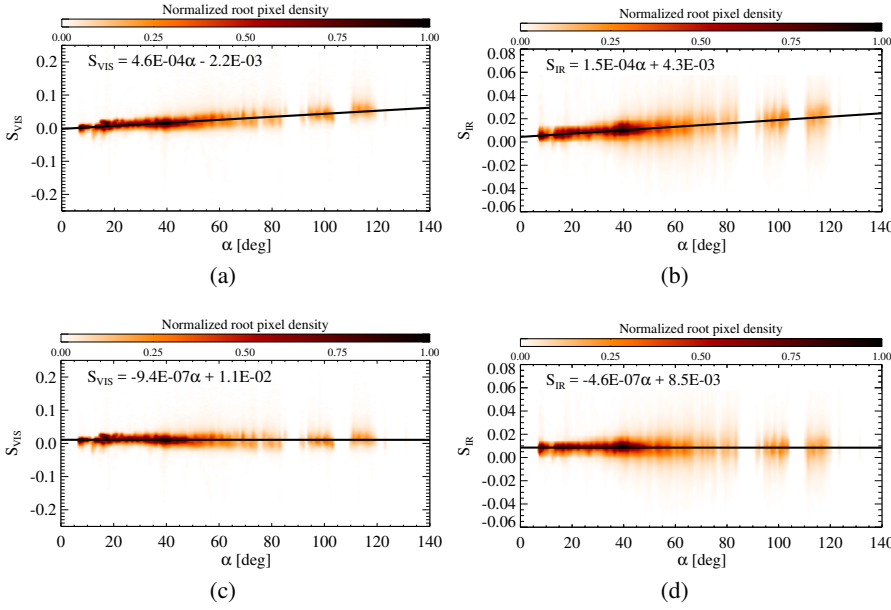 Normalized root pixel density
0.00 0.25 0.50 0.75 1.00
S_VIS = 4.6E-04α - 2.2E-03
0.2
0.1
0.0
-0.1
-0.2
S_VIS
0 20 40 60 80 100 120 140
α [deg]
(a)
Normalized root pixel density
0.00 0.25 0.50 0.75 1.00
S_IR = 1.5E-04α + 4.3E-03
0.08
0.06
0.04
0.02
0.00
-0.02
-0.04
-0.06
S_IR
0 20 40 60 80 100 120 140
α [deg]
(b)
Normalized root pixel density
0.00 0.25 0.50 0.75 1.00
S_VIS = -9.4E-07α + 1.1E-02
0.2
0.1
0.0
-0.1
-0.2
S_VIS
0 20 40 60 80 100 120 140
α [deg]
(c)
Normalized root pixel density
0.00 0.25 0.50 0.75 1.00
S_IR = -4.6E-07α + 8.5E-03
0.08
0.06
0.04
0.02
0.00
-0.02
-0.04
-0.06
S_IR
0 20 40 60 80 100 120 140
α [deg]
(d)